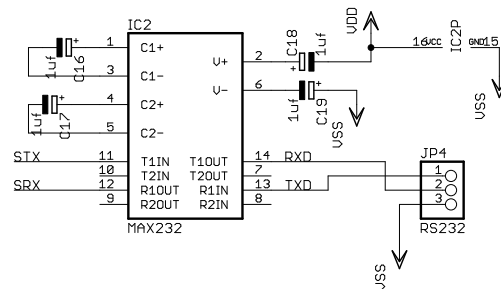 IC2
C18
1uf
VDD
16
VCC
IC2P
GND
15
VSS
1uf
C16
1
C1+
3
C1-
4
C2+
5
C2-
1uf
C17
V+
2
V-
6
1uf
C19
VSS
STX
11
T1IN
T1OUT
14
RXD
10
T2IN
T2OUT
7
SRX
12
R1OUT
R1IN
13
TXD
9
R2OUT
R2IN
8
MAX232
JP4
1
2
3
RS232
VSS